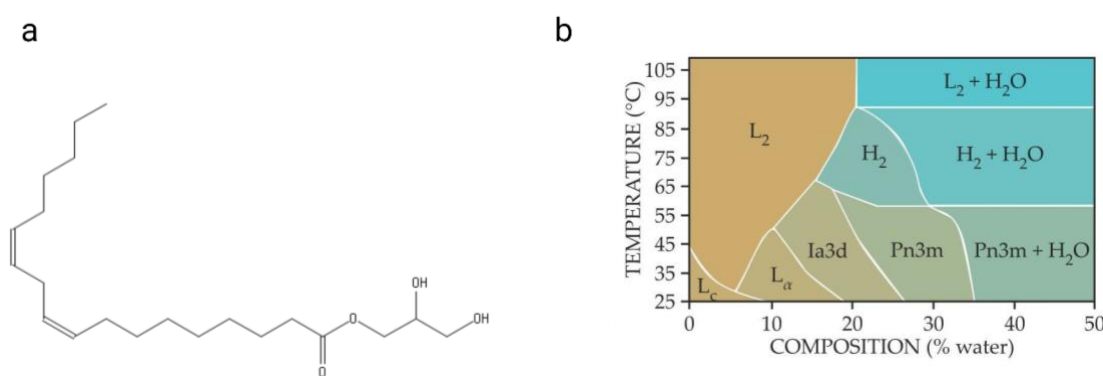 a
OH
O
OH
O
b
TEMPERATURE (°C)
105
95
85
75
65
55
45
35
25
L₂ + H₂O
L₂
H₂
H₂ + H₂O
Ia3d
Pn3m
Pn3m + H₂O
L꜀
Lα
0
10
20
30
40
50
COMPOSITION (% water)